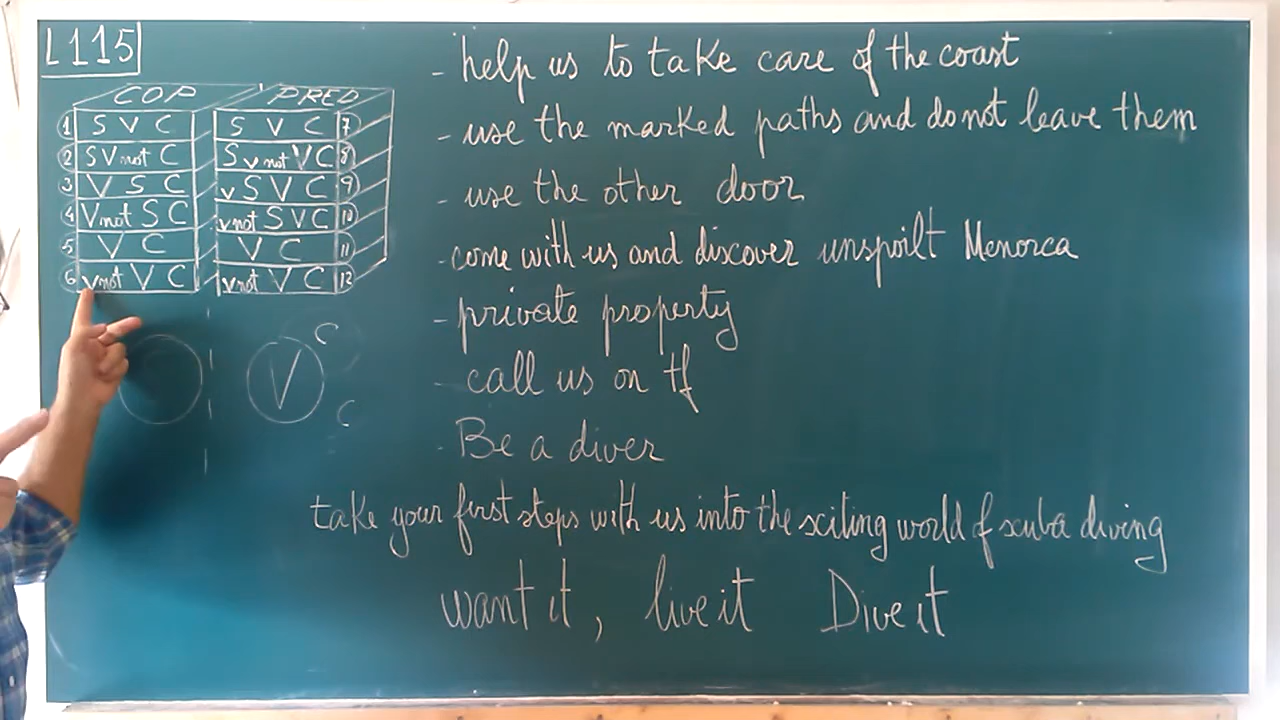 L115
COP PRED
1 S V C S V C 7
2 S V not C S v not V C 8
3 V S C v S V C 9
4 V not S C v not S V C 10
5 V C V C 11
6 v not V C v not V C 12
C
V
C
- help us to take care of the coast
- use the marked paths and do not leave them
- use the other door
- come with us and discover unspoilt Menorca
- private property
- call us on tf
- Be a diver
take your first steps with us into the xciting world of scuba diving
want it, live it Dive it